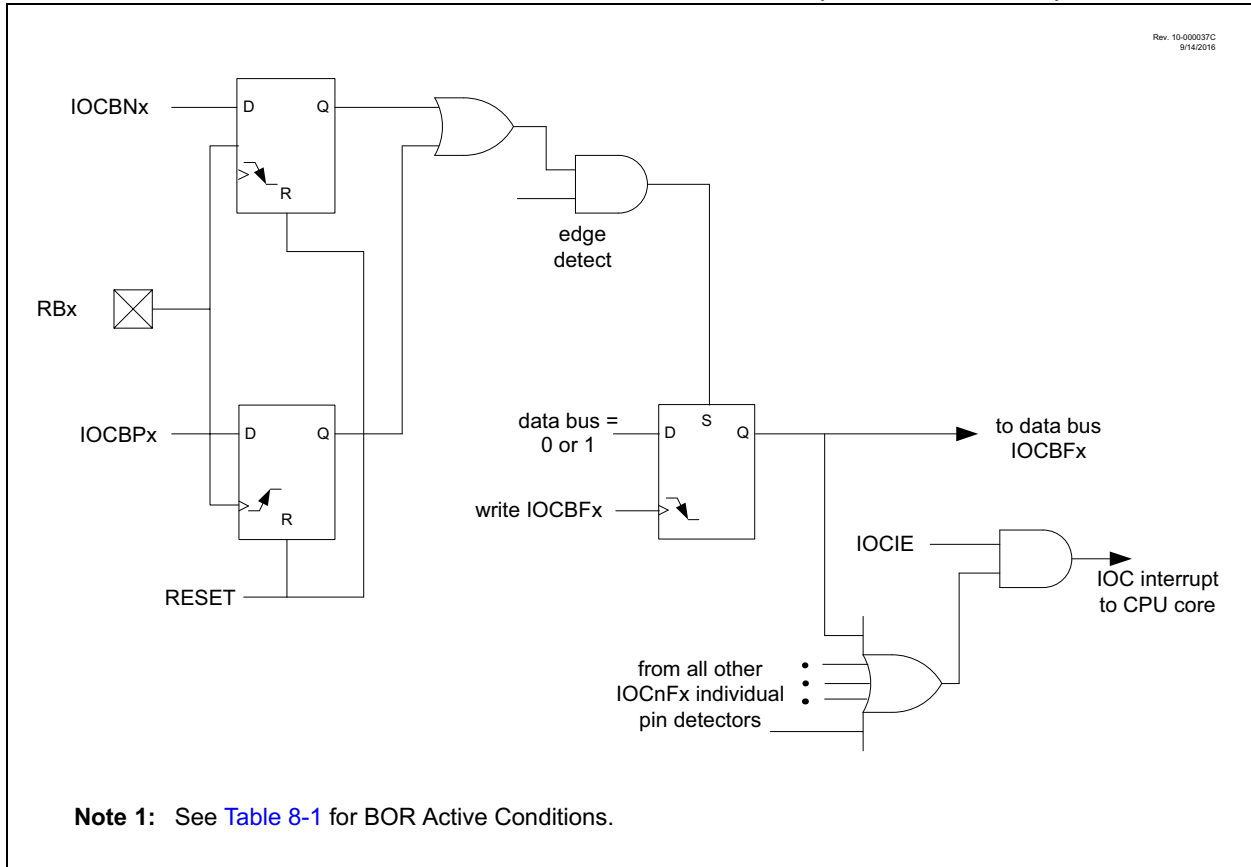 Rev. 10-000037C
9/14/2016
IOCBNx
D
Q
R
edge
detect
RBx
IOCBPx
D
Q
R
RESET
data bus =
0 or 1
D
S
Q
write IOCBFx
to data bus
IOCBFx
IOCIE
IOC interrupt
to CPU core
from all other
IOCnFx individual
pin detectors
Note 1: See Table 8-1 for BOR Active Conditions.